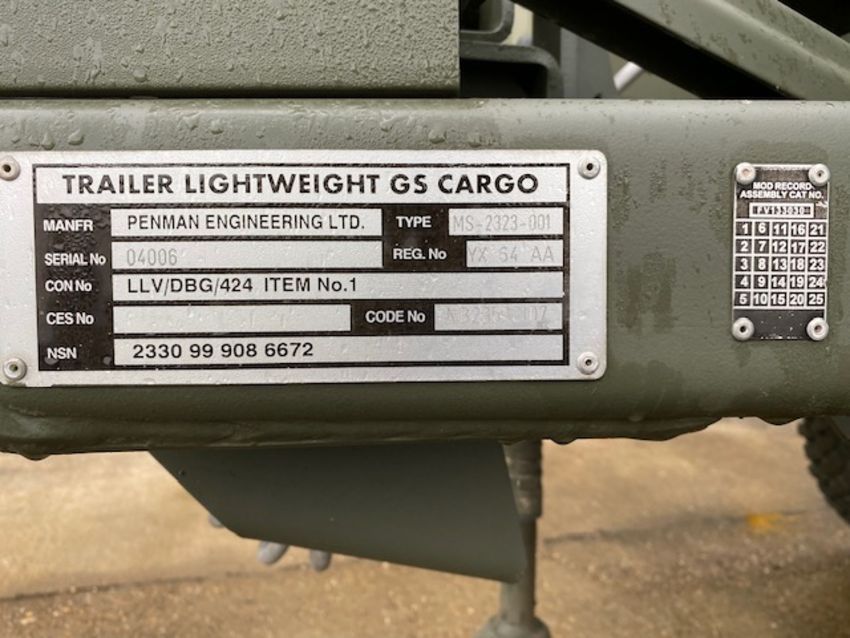 TRAILER LIGHTWEIGHT GS CARGO
MANFR PENMAN ENGINEERING LTD. TYPE MS-2323-001
SERIAL No 04006 REG. No YX 64 AA
CON No LLV/DBG/424 ITEM No.1
CES No CODE No
NSN 2330 99 908 6672
MOD RECORD
ASSEMBLY CAT NO.
FV133030
1 6 11 16 21
2 7 12 17 22
3 8 13 18 23
4 9 14 19 24
5 10 15 20 25